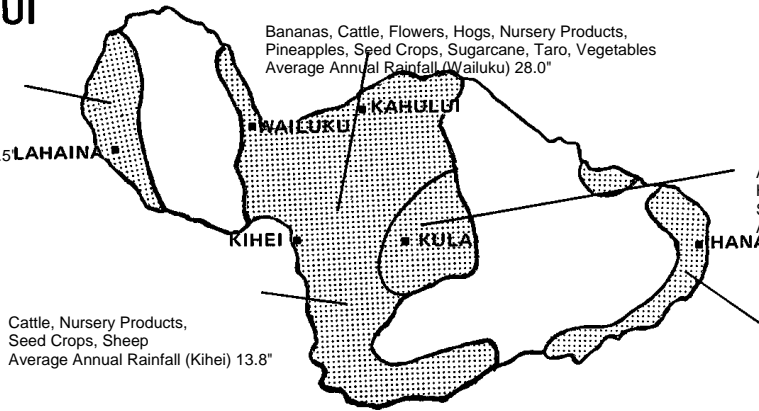 UI
Bananas, Cattle, Flowers, Hogs, Nursery Products,
Pineapples, Seed Crops, Sugarcane, Taro, Vegetables
Average Annual Rainfall (Wailuku) 28.0"
KAHULUI
WAILUKU
5" LAHAINA
KIHEI
KULA
HANA
Cattle, Nursery Products,
Seed Crops, Sheep
Average Annual Rainfall (Kihei) 13.8"